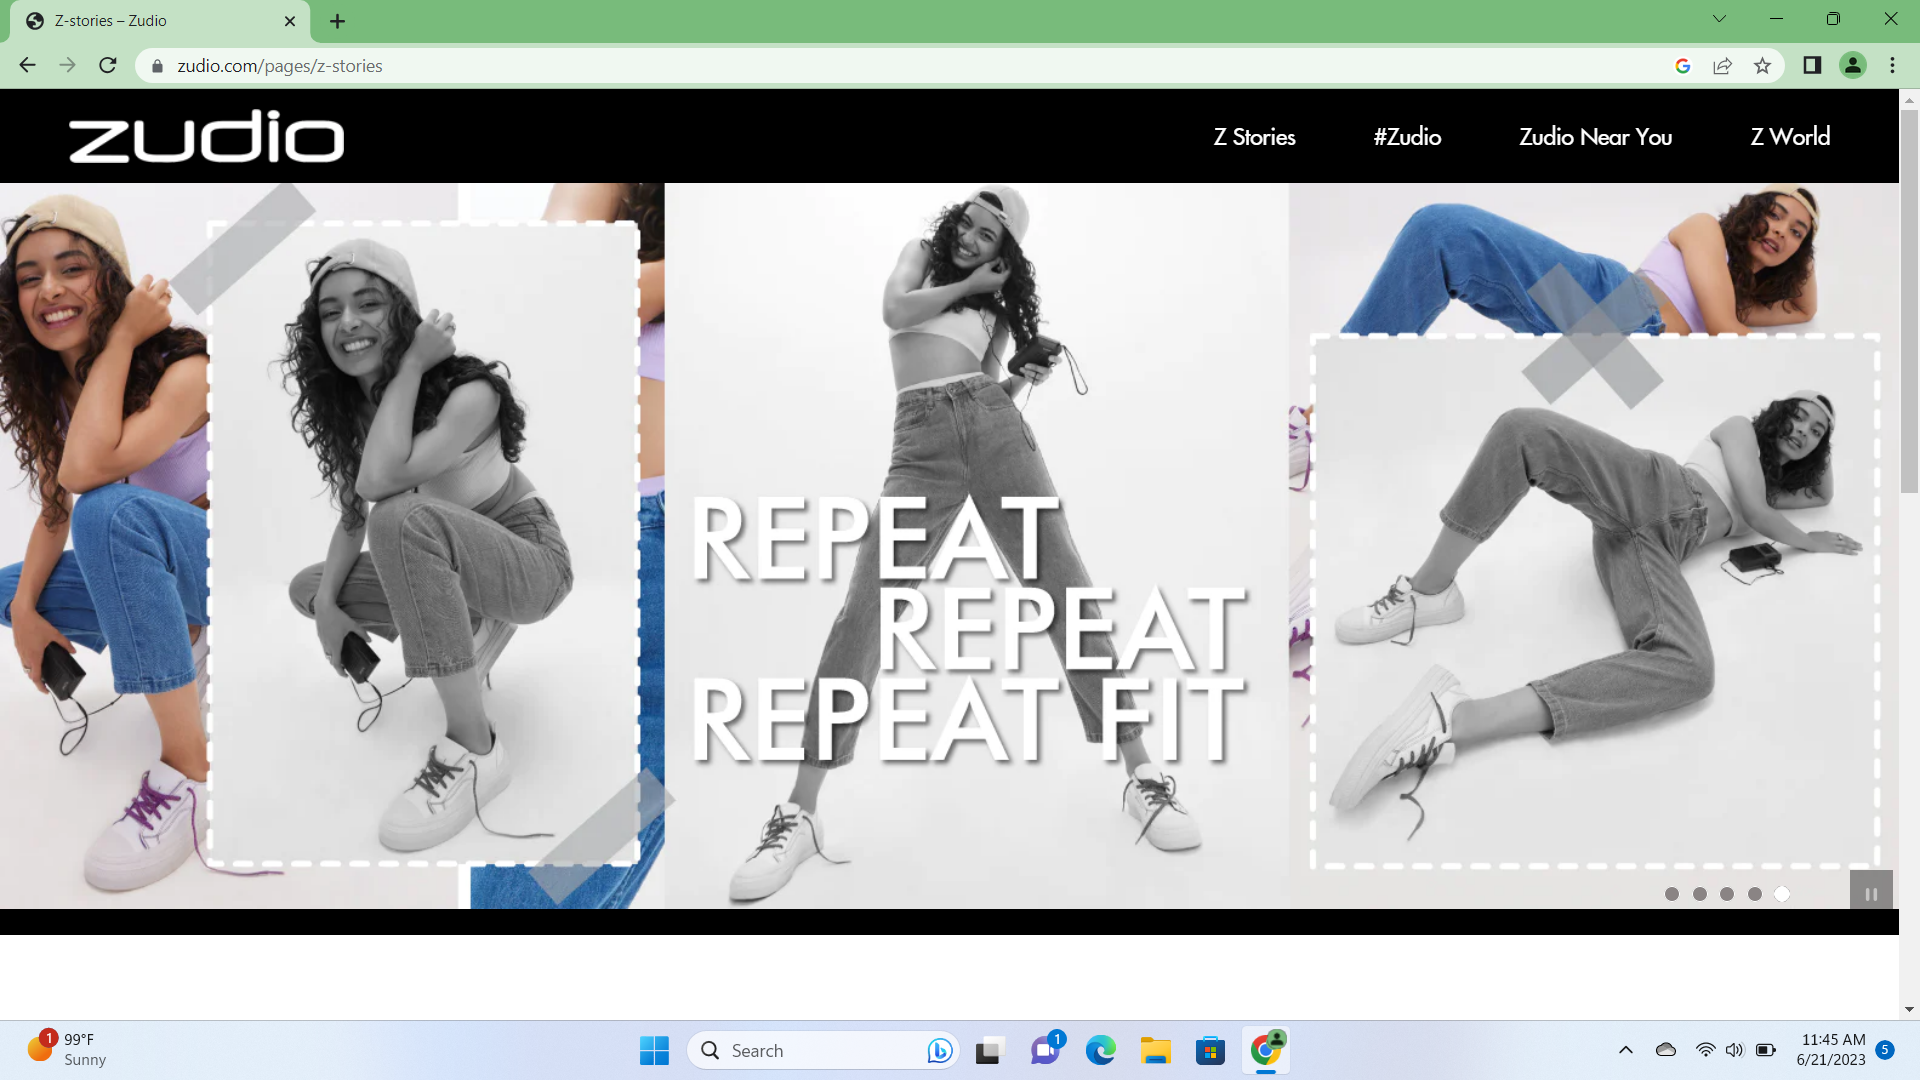 Z-stories – Zudio
zudio.com/pages/z-stories
zudio
Z Stories
#Zudio
Zudio Near You
Z World
REPEAT
REPEAT
REPEAT FIT
1
99°F
Sunny
Search
1
11:45 AM
6/21/2023
5